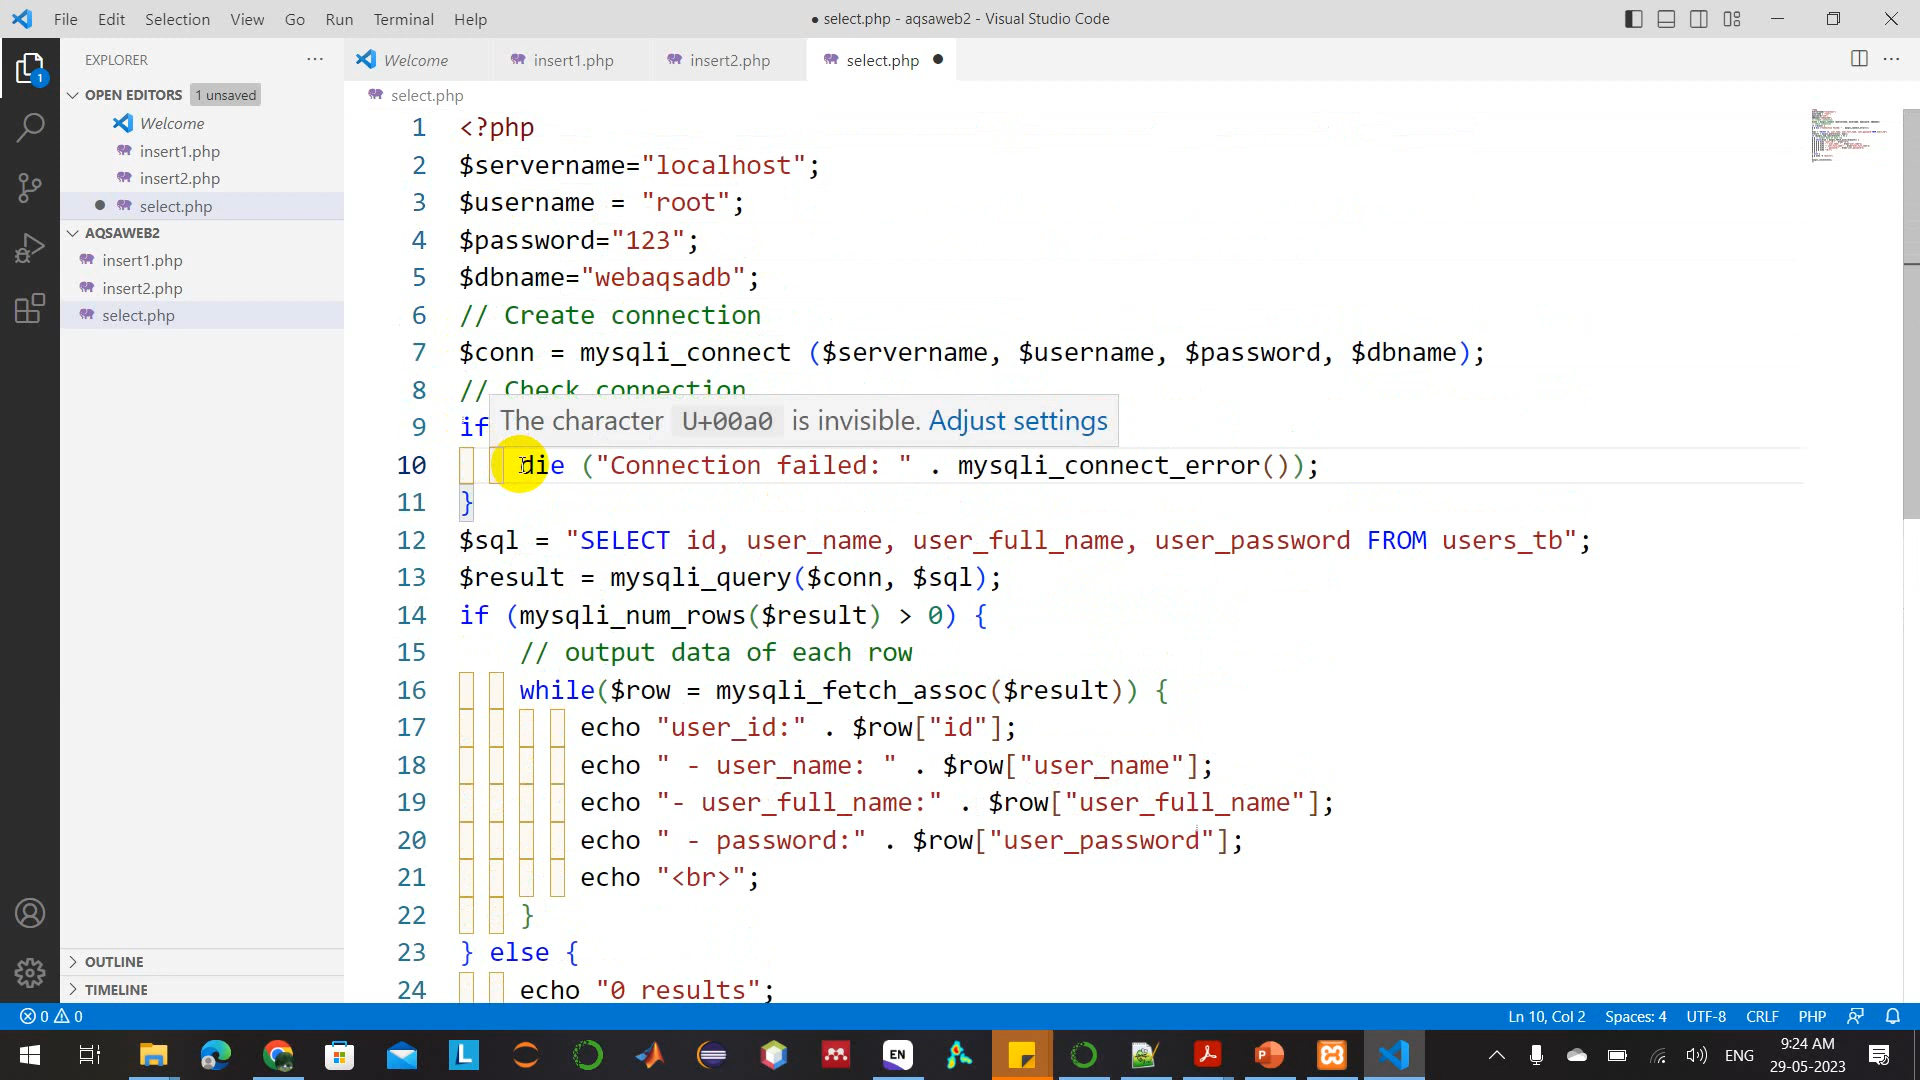 File Edit Selection View Go Run Terminal Help
● select.php - aqsaweb2 - Visual Studio Code
EXPLORER
OPEN EDITORS 1 unsaved
Welcome
insert1.php
insert2.php
select.php
AQSAWEB2
insert1.php
insert2.php
select.php
OUTLINE
TIMELINE
Welcome insert1.php insert2.php select.php
select.php
1 <?php
2 $servername="localhost";
3 $username = "root";
4 $password="123";
5 $dbname="webaqsadb";
6 // Create connection
7 $conn = mysqli_connect ($servername, $username, $password, $dbname);
8 // Check connection
The character U+00a0 is invisible. Adjust settings
9 if
10 die ("Connection failed: " . mysqli_connect_error());
11 }
12 $sql = "SELECT id, user_name, user_full_name, user_password FROM users_tb";
13 $result = mysqli_query($conn, $sql);
14 if (mysqli_num_rows($result) > 0) {
15 // output data of each row
16 while($row = mysqli_fetch_assoc($result)) {
17 echo "user_id:" . $row["id"];
18 echo " - user_name: " . $row["user_name"];
19 echo "- user_full_name:" . $row["user_full_name"];
20 echo " - password:" . $row["user_password"];
21 echo "<br>";
22 }
23 } else {
24 echo "0 results";
0 0
Ln 10, Col 2 Spaces: 4 UTF-8 CRLF PHP
EN
ENG
9:24 AM
29-05-2023